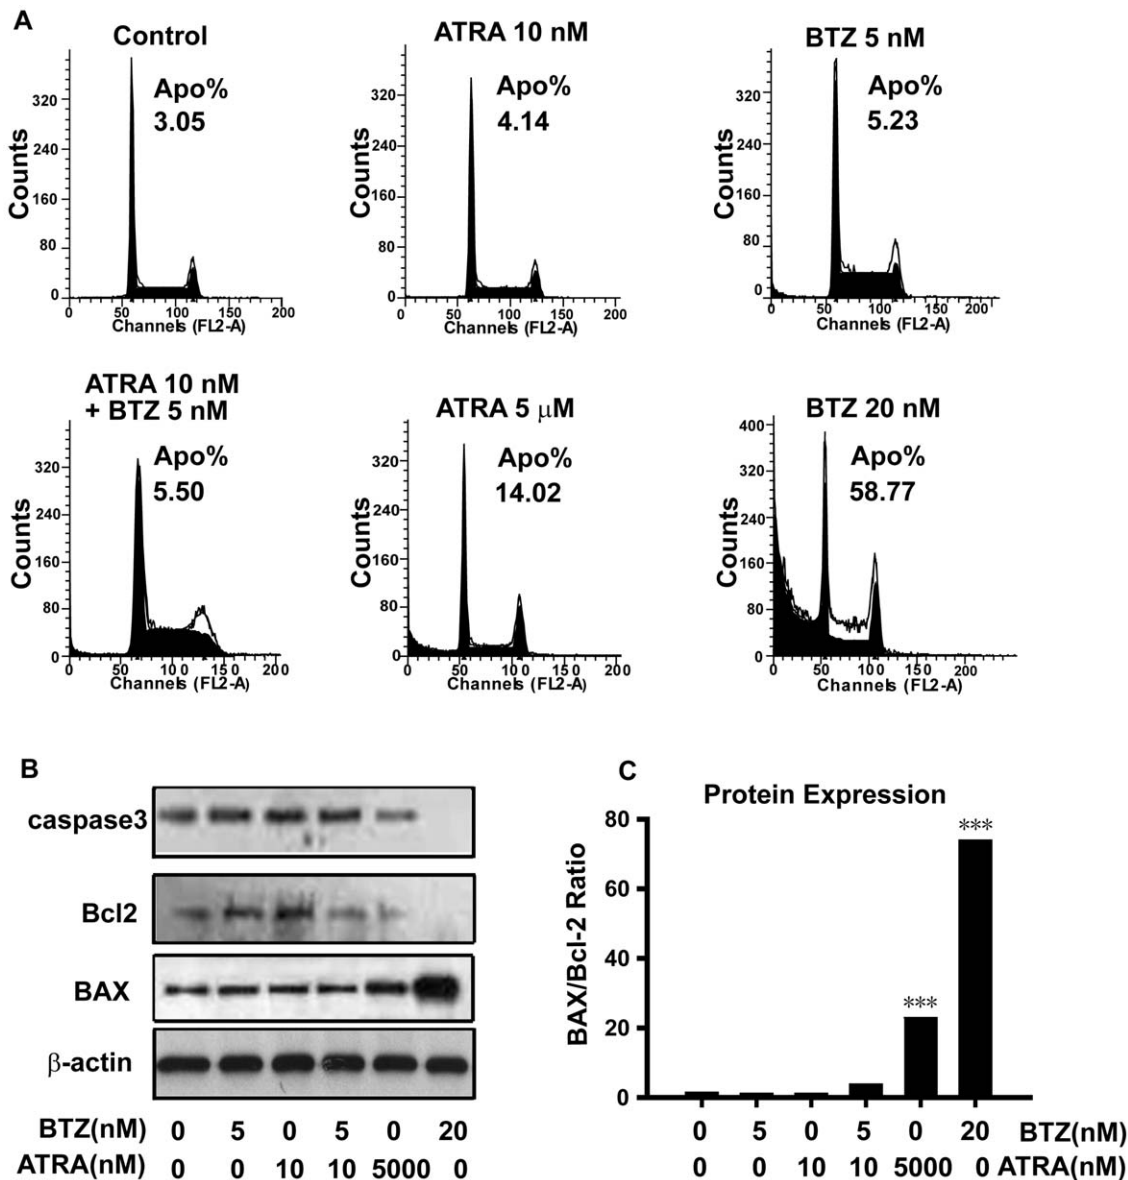 A
Control
Apo%
3.05
Counts
320
240
160
80
0
0 50 100 150 200
Channels (FL2-A)
ATRA 10 nM
Apo%
4.14
Counts
320
240
160
80
0
0 50 100 150 200
Channels (FL2-A)
BTZ 5 nM
Apo%
5.23
Counts
320
240
160
80
0
0 50 100 150 200
Channels (FL2-A)
ATRA 10 nM
+ BTZ 5 nM
Apo%
5.50
Counts
320
240
160
80
0
0 50 100 150 200
Channels (FL2-A)
ATRA 5 μM
Apo%
14.02
Counts
320
240
160
80
0
0 50 100 150 200
Channels (FL2-A)
BTZ 20 nM
Apo%
58.77
Counts
400
320
240
160
80
0
0 50 100 150 200
Channels (FL2-A)
B
caspase3
Bcl2
BAX
β-actin
BTZ(nM) 0 5 0 5 0 20
ATRA(nM) 0 0 10 10 5000 0
C
Protein Expression
BAX/Bcl-2 Ratio
80
60
40
20
0
***
***
0 5 0 5 0 20 BTZ(nM)
0 0 10 10 5000 0 ATRA(nM)